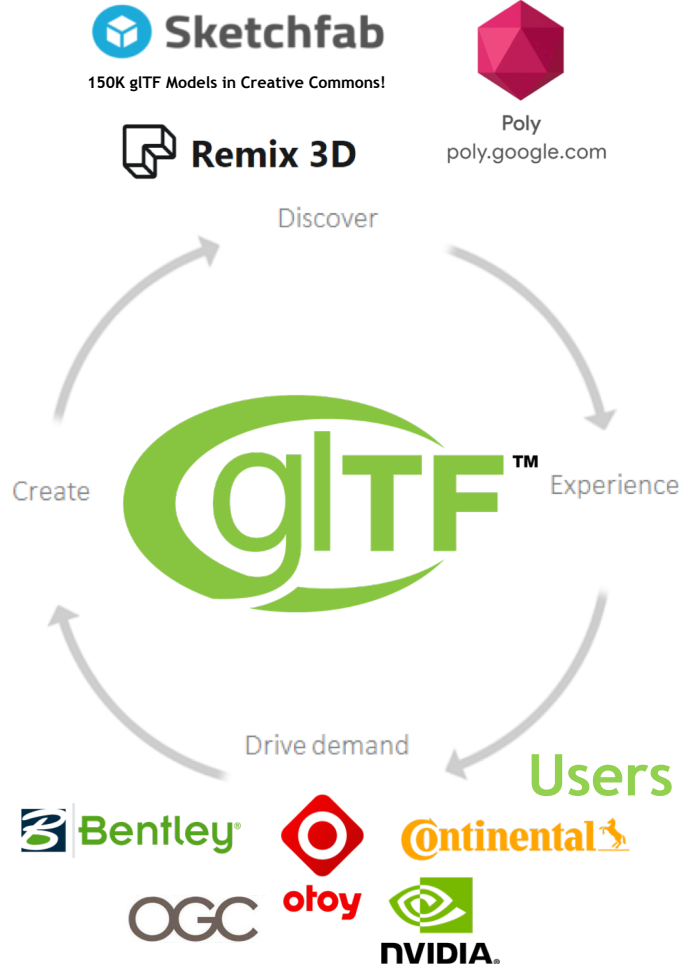 Sketchfab
150K glTF Models in Creative Commons!
Poly
poly.google.com
Remix 3D
Discover
glTF™
Create
Experience
Drive demand
Users
Bentley®
otoy
Continental
OGC
NVIDIA®